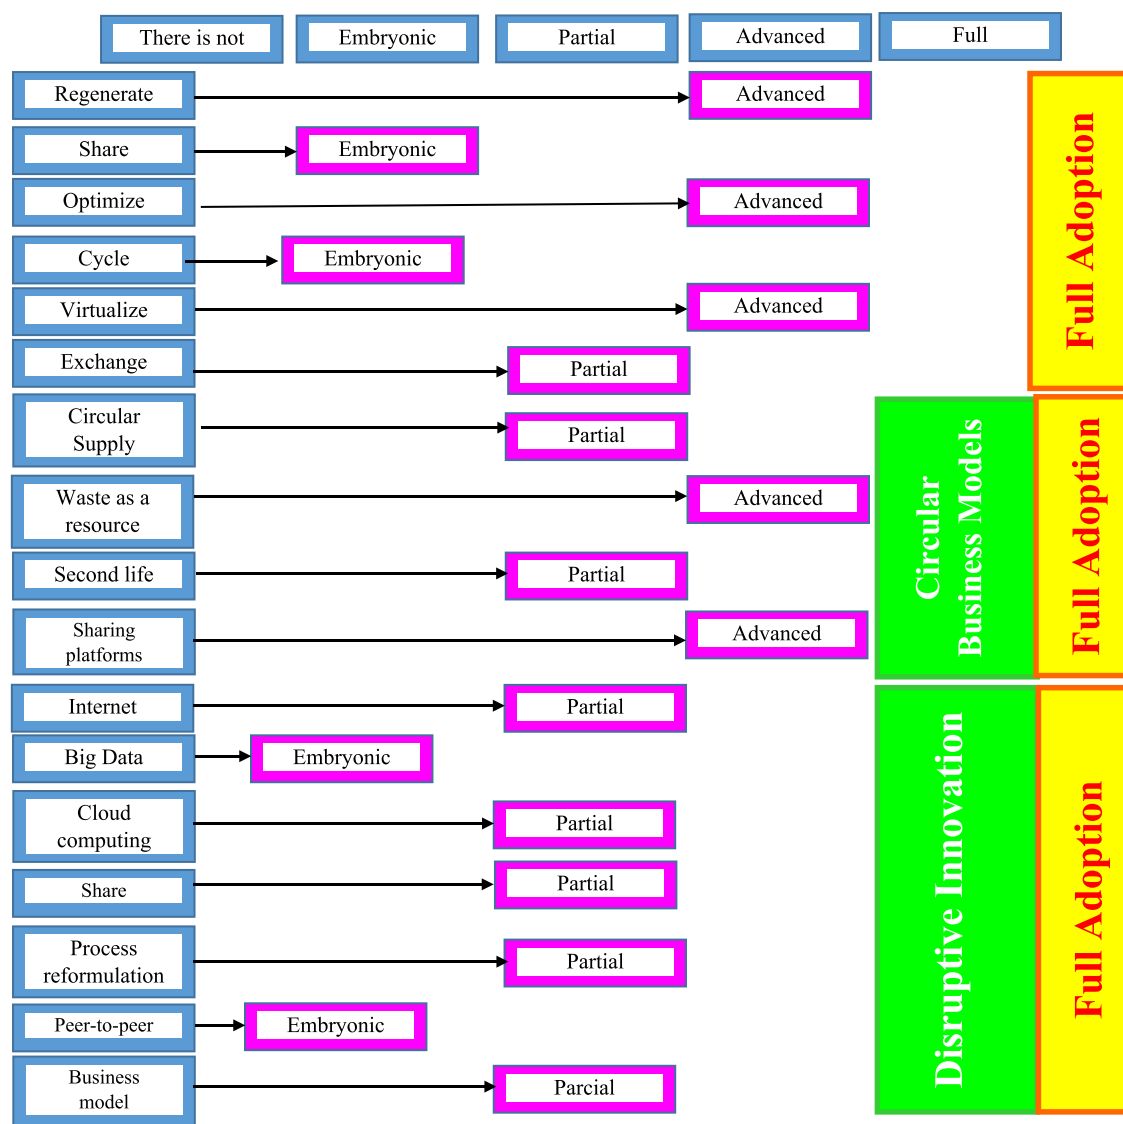 There is not
Embryonic
Partial
Advanced
Full
Regenerate
Advanced
Share
Embryonic
Optimize
Advanced
Cycle
Embryonic
Virtualize
Advanced
Exchange
Partial
Full Adoption
Circular
Supply
Partial
Waste as a
resource
Advanced
Second life
Partial
Sharing
platforms
Advanced
Circular
Business Models
Full Adoption
Internet
Partial
Big Data
Embryonic
Cloud
computing
Partial
Share
Partial
Process
reformulation
Partial
Peer-to-peer
Embryonic
Business
model
Parcial
Disruptive Innovation
Full Adoption